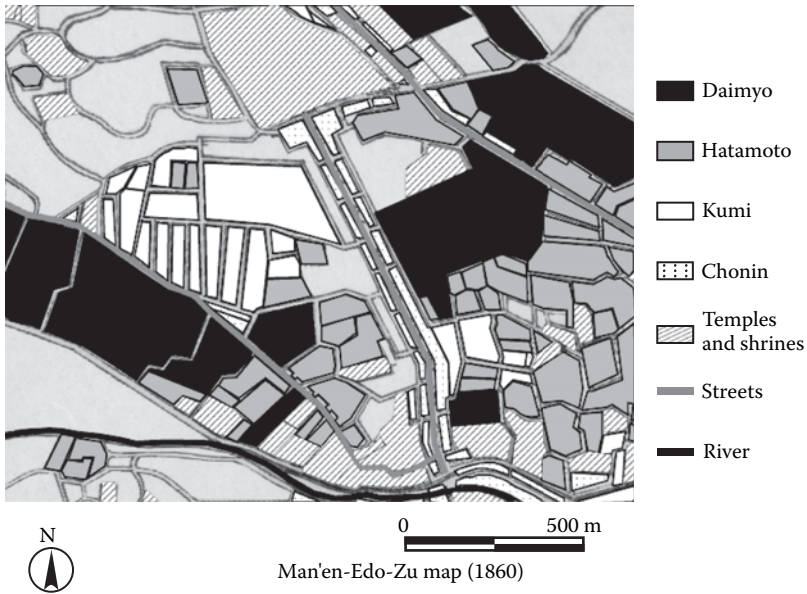 Daimyo
Hatamoto
Kumi
Chonin
Temples
and shrines
Streets
River
N
0 500 m
Man'en-Edo-Zu map (1860)